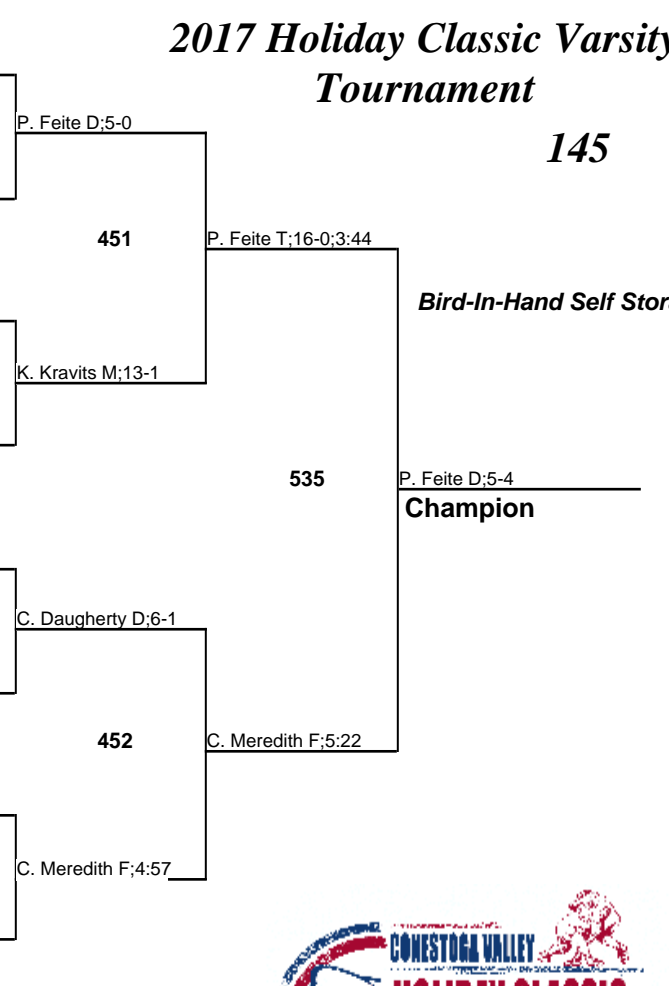 2017 Holiday Classic Varsity
Tournament
145
P. Feite D;5-0
451
P. Feite T;16-0;3:44
Bird-In-Hand Self
K. Kravits M;13-1
535
P. Feite D;5-4
Champion
C. Daugherty D;6-1
452
C. Meredith F;5:22
C. Meredith F;4:57
CONESTOGA VALLEY
HOLIDAY CLASSIC